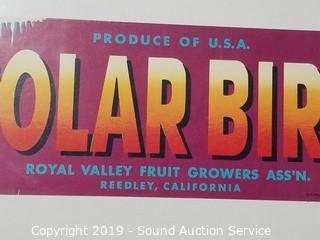 PRODUCE OF U.S.A.
OLAR BIR
ROYAL VALLEY FRUIT GROWERS ASS'N.
REEDLEY, CALIFORNIA
Copyright 2019 - Sound Auction Service